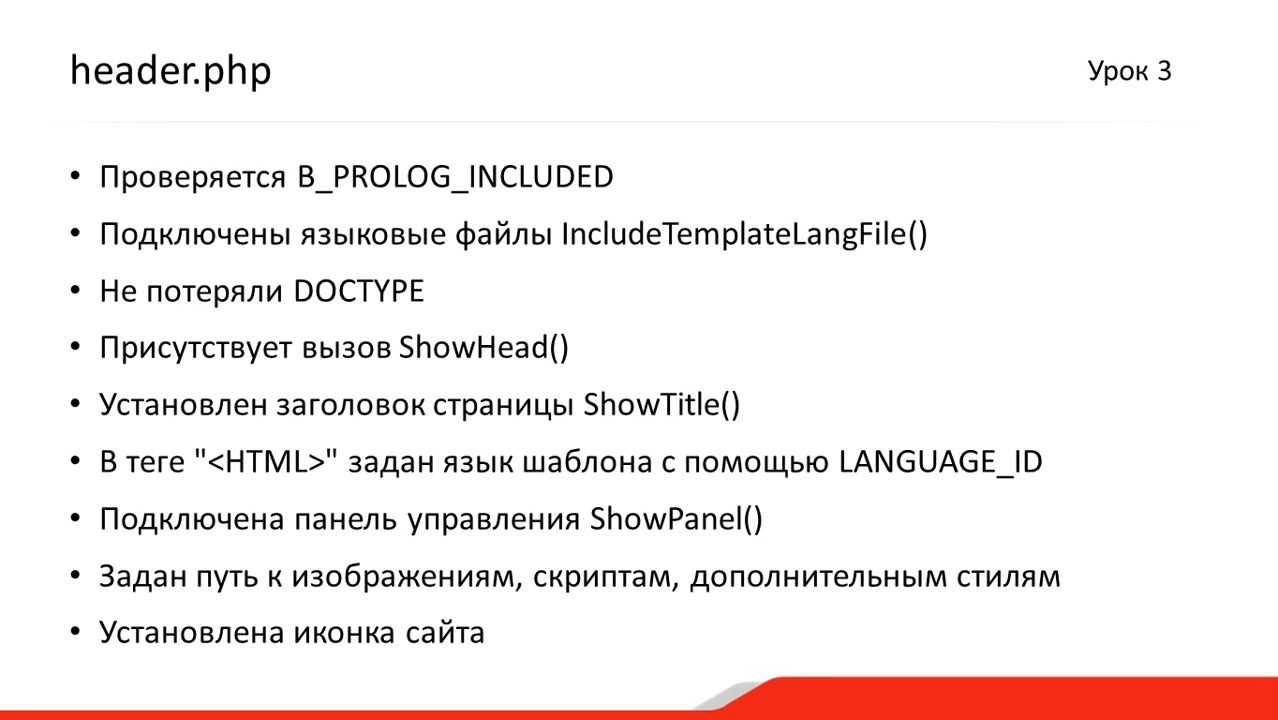 header.php
Урок 3
• Проверяется B_PROLOG_INCLUDED
• Подключены языковые файлы IncludeTemplateLangFile()
• Не потеряли DOCTYPE
• Присутствует вызов ShowHead()
• Установлен заголовок страницы ShowTitle()
• В теге "<HTML>" задан язык шаблона с помощью LANGUAGE_ID
• Подключена панель управления ShowPanel()
• Задан путь к изображениям, скриптам, дополнительным стилям
• Установлена иконка сайта